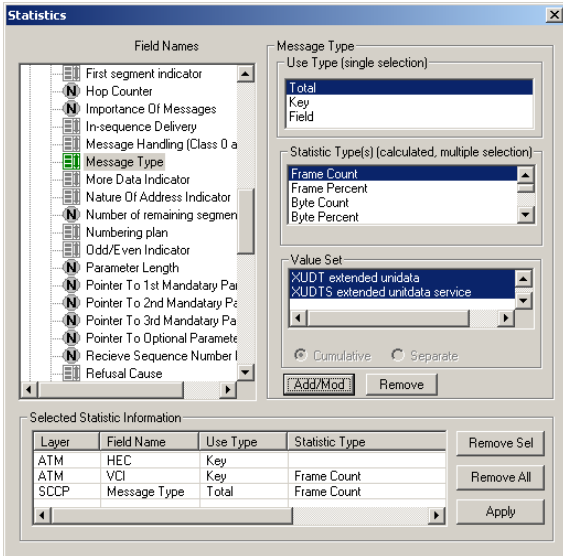 Statistics
Field Names
First segment indicator
Hop Counter
Importance Of Messages
In-sequence Delivery
Message Handling (Class 0 a
Message Type
More Data Indicator
Nature Of Address Indicator
Number of remaining segmen
Numbering plan
Odd/Even Indicator
Parameter Length
Pointer To 1st Mandatary Par
Pointer To 2nd Mandatary Pa
Pointer To 3rd Mandatary Pa
Pointer To Optional Paramete
Recieve Sequence Number I
Refusal Cause
Message Type
Use Type (single selection)
Total
Key
Field
Statistic Type(s) (calculated, multiple selection)
Frame Count
Frame Percent
Byte Count
Byte Percent
Value Set
XUDT extended unidata
XUDTS extended unitdata service
Cumulative Separate
Add/Mod Remove
Selected Statistic Information
Layer Field Name Use Type Statistic Type
ATM HEC Key
ATM VCI Key Frame Count
SCCP Message Type Total Frame Count
Remove Sel
Remove All
Apply